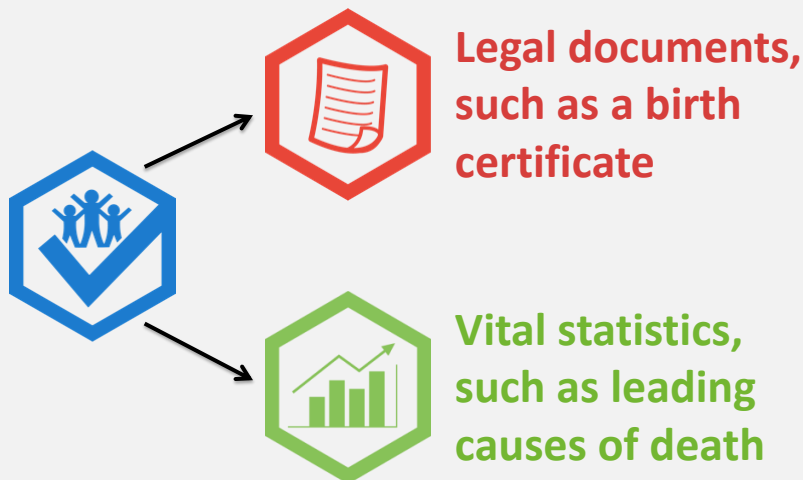 Legal documents,
such as a birth
certificate
Vital statistics,
such as leading
causes of death